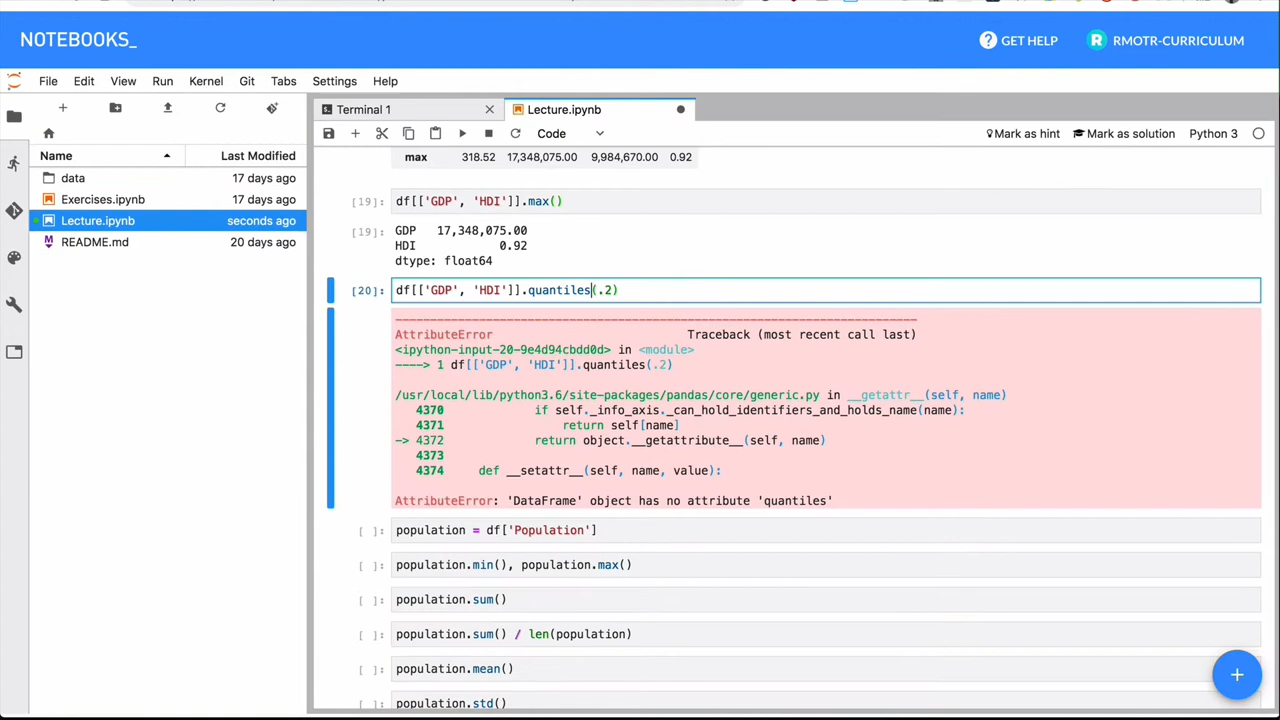 NOTEBOOKS_
GET HELP
R RMOTR-CURRICULUM
File Edit View Run Kernel Git Tabs Settings Help
Terminal 1
Lecture.ipynb
Code
Mark as hint
Mark as solution
Python 3
Name Last Modified
data 17 days ago
Exercises.ipynb 17 days ago
Lecture.ipynb seconds ago
README.md 20 days ago
max 318.52 17,348,075.00 9,984,670.00 0.92
[19]: df[['GDP', 'HDI']].max()
[19]: GDP 17,348,075.00
HDI 0.92
dtype: float64
[20]: df[['GDP', 'HDI']].quantiles(.2)
---------------------------------------------------------------------------
AttributeError Traceback (most recent call last)
<ipython-input-20-9e4d94cbdd0d> in <module>
----> 1 df[['GDP', 'HDI']].quantiles(.2)
/usr/local/lib/python3.6/site-packages/pandas/core/generic.py in __getattr__(self, name)
4370 if self._info_axis._can_hold_identifiers_and_holds_name(name):
4371 return self[name]
-> 4372 return object.__getattribute__(self, name)
4373
4374 def __setattr__(self, name, value):
AttributeError: 'DataFrame' object has no attribute 'quantiles'
[ ]: population = df['Population']
[ ]: population.min(), population.max()
[ ]: population.sum()
[ ]: population.sum() / len(population)
[ ]: population.mean()
[ ]: population.std()